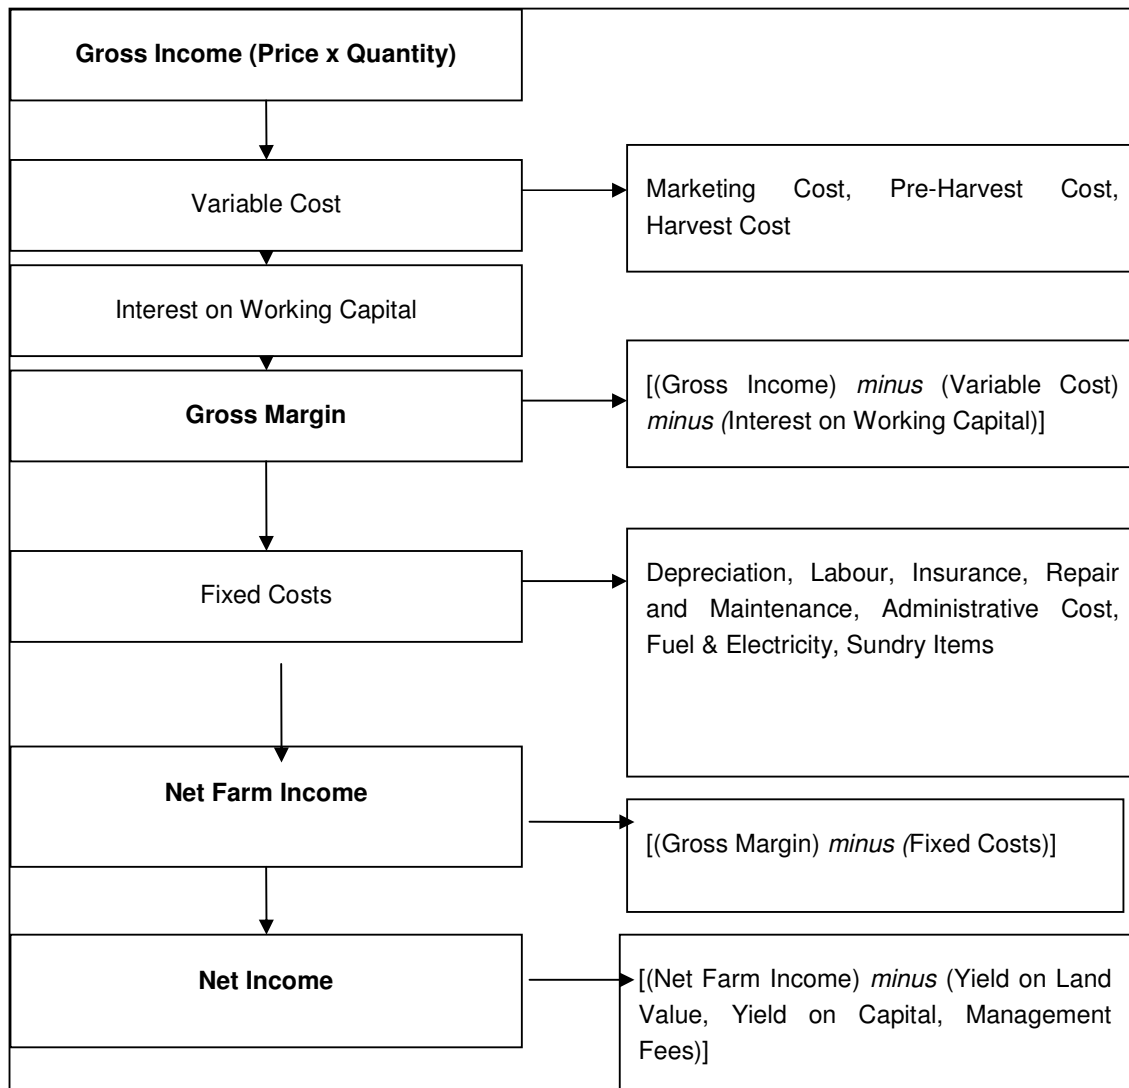 Gross Income (Price x Quantity)
Variable Cost
Marketing Cost, Pre-Harvest Cost,
Harvest Cost
Interest on Working Capital
Gross Margin
[(Gross Income) minus (Variable Cost)
minus (Interest on Working Capital)]
Fixed Costs
Depreciation, Labour, Insurance, Repair
and Maintenance, Administrative Cost,
Fuel & Electricity, Sundry Items
Net Farm Income
[(Gross Margin) minus (Fixed Costs)]
Net Income
[(Net Farm Income) minus (Yield on Land
Value, Yield on Capital, Management
Fees)]